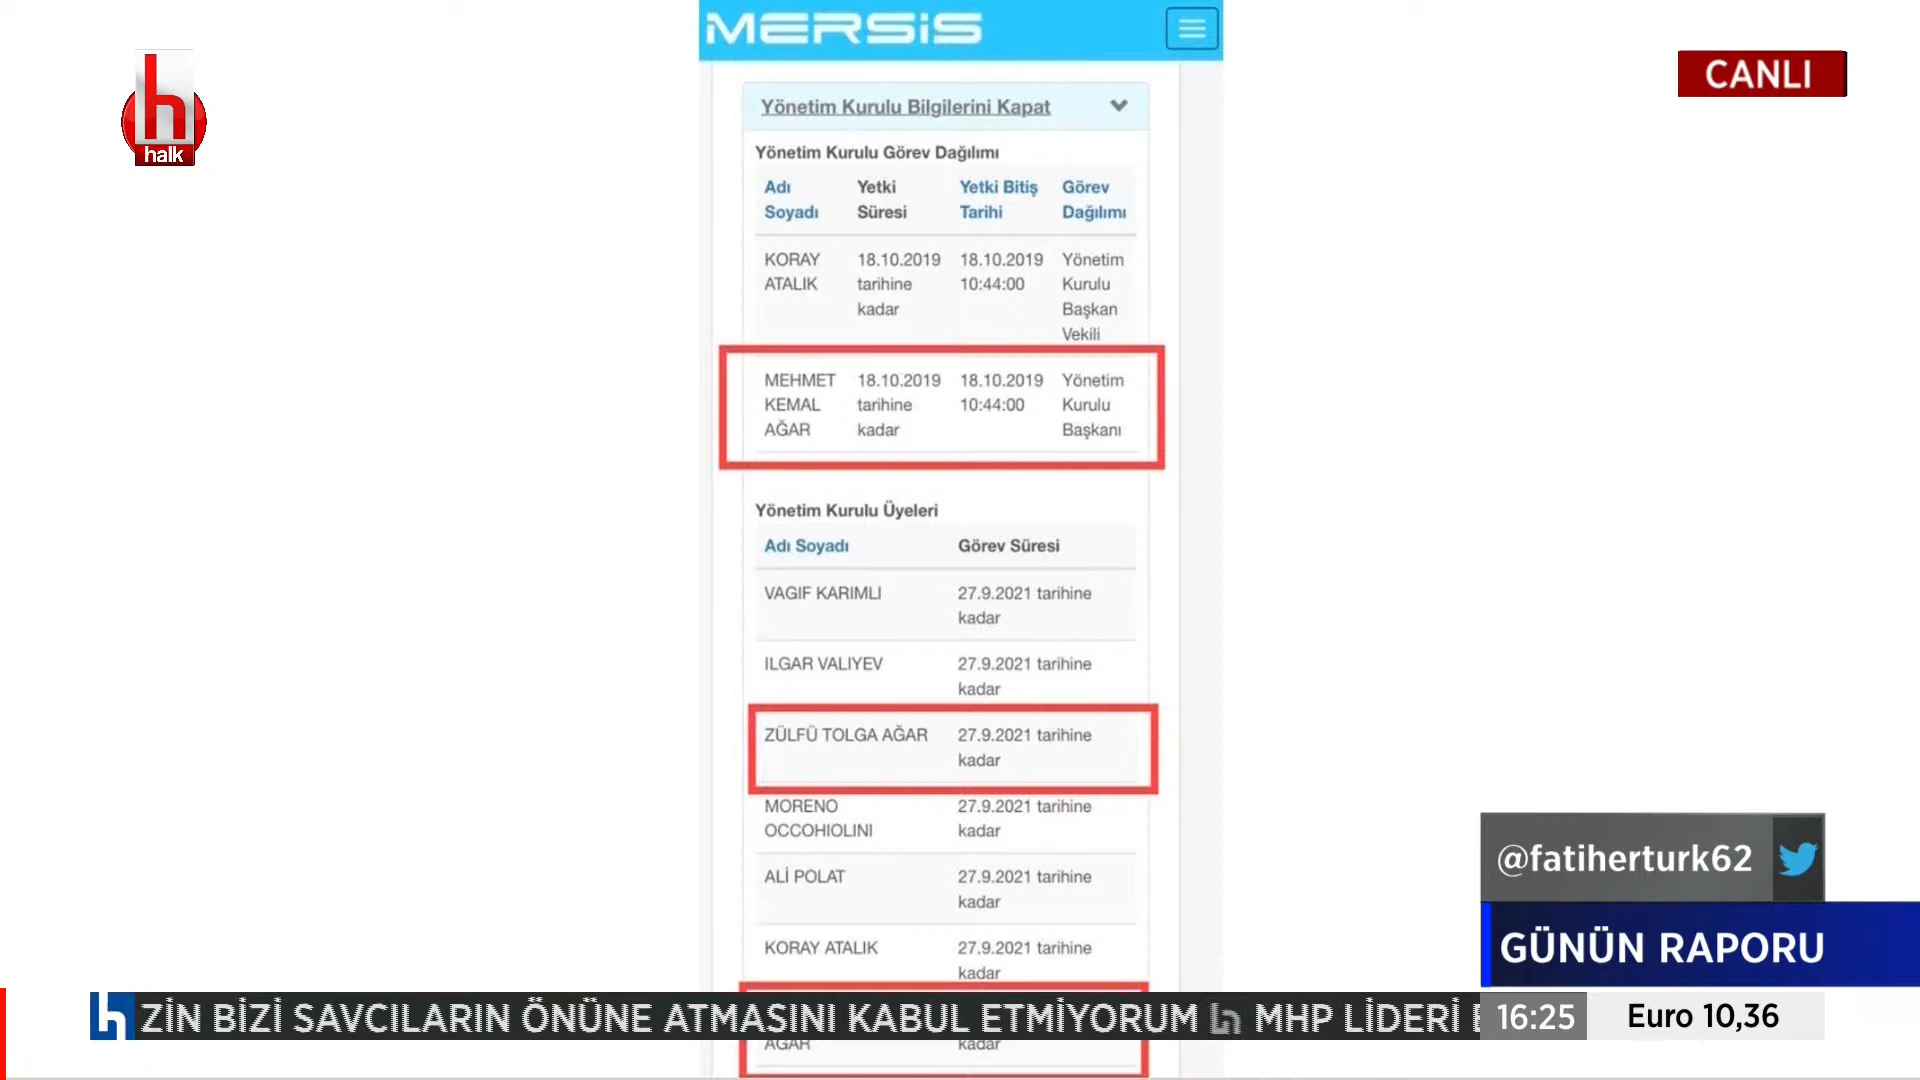 MERSİS
h
halk
CANLI
Yönetim Kurulu Bilgilerini Kapat
Yönetim Kurulu Görev Dağılımı
Adı Soyadı
Yetki Süresi
Yetki Bitiş Tarihi
Görev Dağılımı
KORAY ATALIK
18.10.2019 tarihine kadar
18.10.2019 10:44:00
Yönetim Kurulu Başkan Vekili
MEHMET KEMAL AĞAR
18.10.2019 tarihine kadar
18.10.2019 10:44:00
Yönetim Kurulu Başkanı
Yönetim Kurulu Üyeleri
Adı Soyadı
Görev Süresi
VAGIF KARIMLI
27.9.2021 tarihine kadar
ILGAR VALIYEV
27.9.2021 tarihine kadar
ZÜLFÜ TOLGA AĞAR
27.9.2021 tarihine kadar
MORENO OCCOHIOLINI
27.9.2021 tarihine kadar
ALİ POLAT
27.9.2021 tarihine kadar
KORAY ATALIK
27.9.2021 tarihine kadar
AĞAR
kadar
@fatiherturk62
GÜNÜN RAPORU
h ZİN BİZİ SAVCILARIN ÖNÜNE ATMASINI KABUL ETMİYORUM h MHP LİDERİ
16:25
Euro 10,36